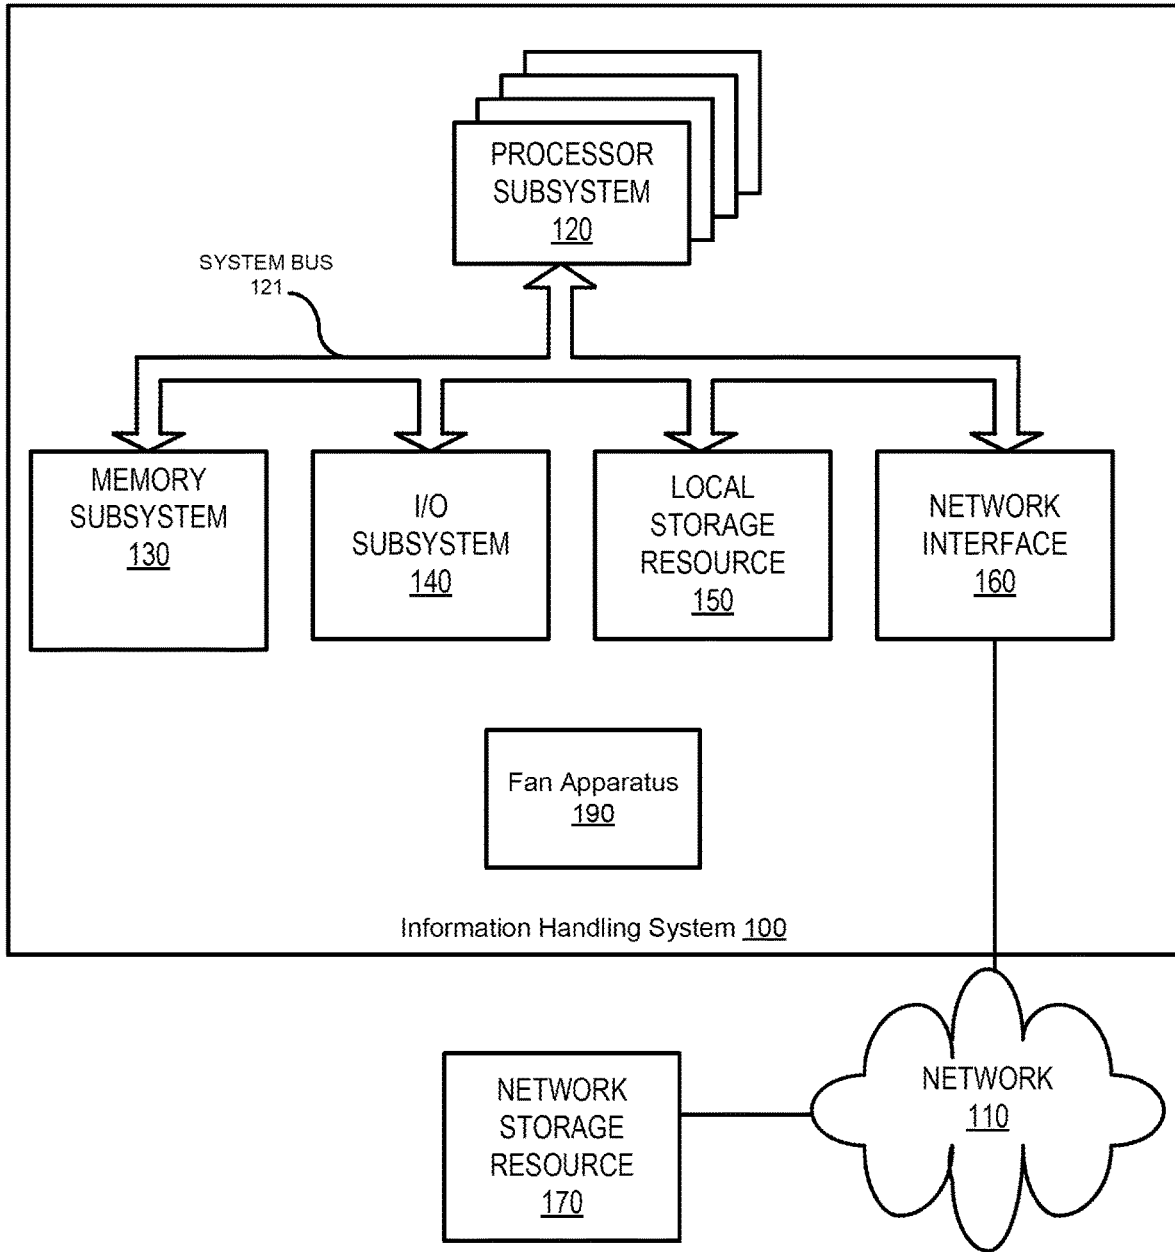 PROCESSOR
SUBSYSTEM
120
SYSTEM BUS
121
MEMORY
SUBSYSTEM
130
I/O
SUBSYSTEM
140
LOCAL
STORAGE
RESOURCE
150
NETWORK
INTERFACE
160
Fan Apparatus
190
Information Handling System 100
NETWORK
110
NETWORK
STORAGE
RESOURCE
170